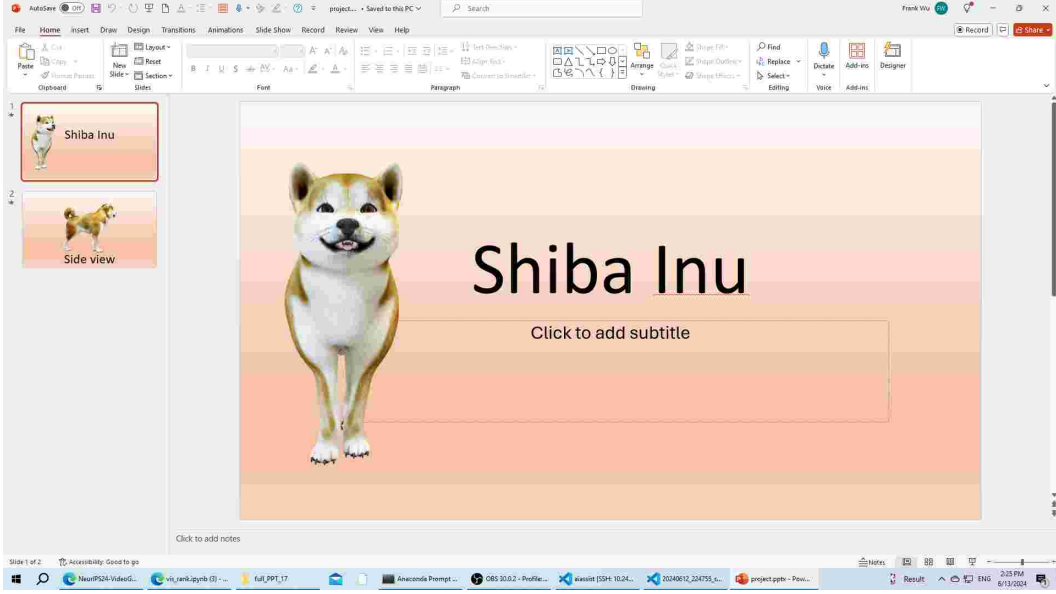 AutoSave Off project... • Saved to this PC Search Frank Wu FW
File Home Insert Draw Design Transitions Animations Slide Show Record Review View Help Record Share
Paste Cut Copy Format Painter
New Slide Layout Reset Section
B I U S ab AV Aa A
Text Direction Align Text Convert to SmartArt
Arrange Quick Styles Shape Fill Shape Outline Shape Effects
Find Replace Select
Dictate Add-ins Designer
Clipboard Slides Font Paragraph Drawing Editing Voice Add-ins
1
Shiba Inu
2
Side view
Shiba Inu
Click to add subtitle
Click to add notes
Slide 1 of 2 Accessibility: Good to go Notes
NeurIPS24-VideoG... vis_rank.ipynb (3) - ... full_PPT_17 Anaconda Prompt ... OBS 30.0.2 - Profile: ... aiassist [SSH: 10.24... 20240612_224755_s... project.pptx - Pow... Result ENG 2:25 PM
6/13/2024